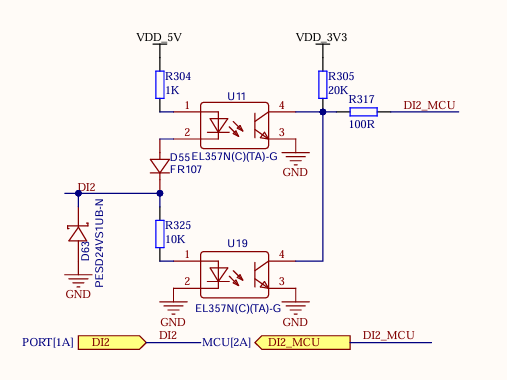 VDD_5V
VDD_3V3
R304
1K
R305
20K
U11
R317
100R
DI2_MCU
1
4
2
3
D55
FR107
EL357N(C)(TA)-G
GND
DI2
R325
10K
D63
PESD24VS1UB-N
GND
U19
1
4
2
3
GND
EL357N(C)(TA)-G
GND
PORT[1A]
DI2
DI2
MCU[2A]
DI2_MCU
DI2_MCU